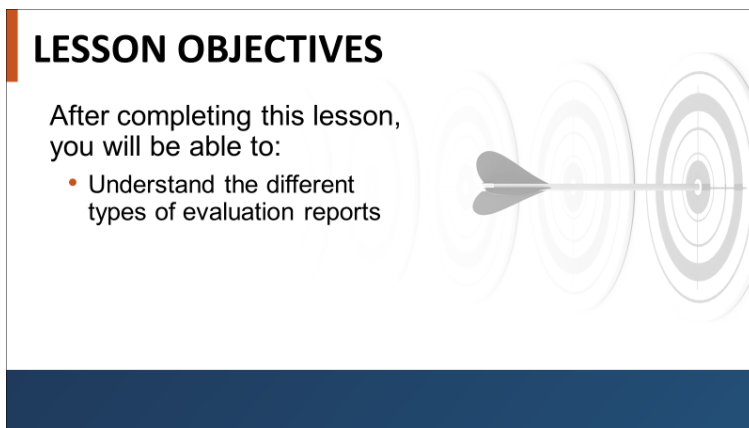 LESSON OBJECTIVES
After completing this lesson,
you will be able to:
• Understand the different
types of evaluation reports